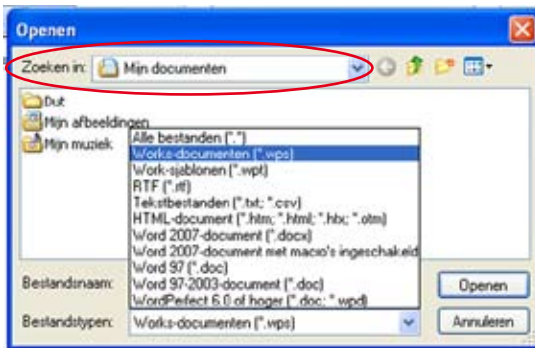 Openen
Zoeken in: Mijn documenten
Dut
Mijn afbeeldingen
Mijn muziek
Alle bestanden (*.*)
Works-documenten (*.wps)
Work-sjablonen (*.wpt)
RTF (*.rtf)
Tekstbestanden (*.txt; *.csv)
HTML-document (*.htm; *.html; *.htx; *.otm)
Word 2007-document (*.docx)
Word 2007-document met macro's ingeschakeld
Word 97 (*.doc)
Word 97-2003-document (*.doc)
WordPerfect 6.0 of hoger (*.doc; *.wpd)
Bestandsnaam:
Openen
Bestandstypen: Works-documenten (*.wps)
Annuleren